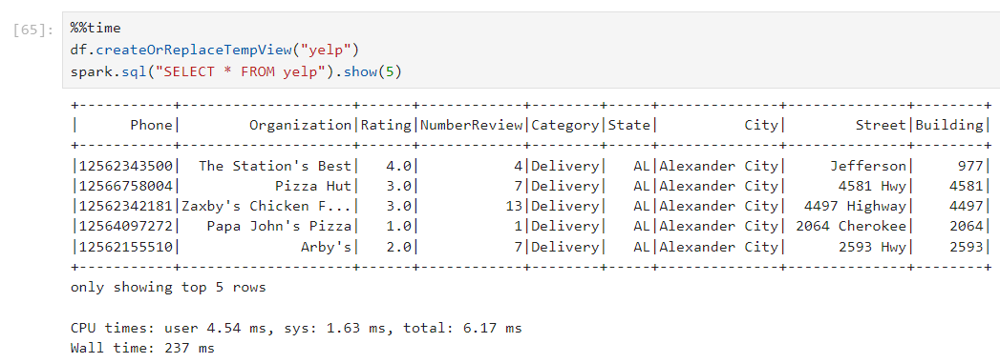 [65]:
%%time
df.createOrReplaceTempView("yelp")
spark.sql("SELECT * FROM yelp").show(5)
+-----------+--------------------+------+------------+--------+-----+--------------+--------------+--------+
|      Phone|        Organization|Rating|NumberReview|Category|State|          City|        Street|Building|
+-----------+--------------------+------+------------+--------+-----+--------------+--------------+--------+
|12562343500|  The Station's Best|   4.0|           4|Delivery|   AL|Alexander City|     Jefferson|     977|
|12566758004|           Pizza Hut|   3.0|           7|Delivery|   AL|Alexander City|      4581 Hwy|    4581|
|12562342181|Zaxby's Chicken F...|   3.0|          13|Delivery|   AL|Alexander City|  4497 Highway|    4497|
|12564097272|   Papa John's Pizza|   1.0|           1|Delivery|   AL|Alexander City| 2064 Cherokee|    2064|
|12562155510|              Arby's|   2.0|           7|Delivery|   AL|Alexander City|      2593 Hwy|    2593|
+-----------+--------------------+------+------------+--------+-----+--------------+--------------+--------+
only showing top 5 rows
CPU times: user 4.54 ms, sys: 1.63 ms, total: 6.17 ms
Wall time: 237 ms